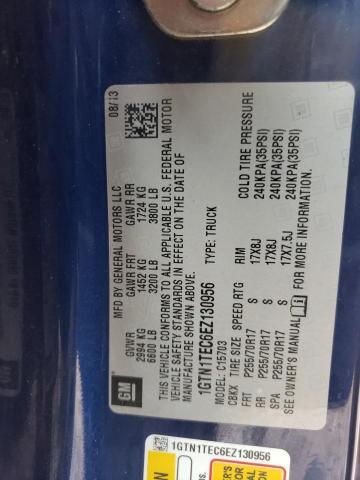 GM
MFD BY GENERAL MOTORS LLC
08/13
GVWR GAWR FRT GAWR RR
2994 KG 1452 KG 1724 KG
6600 LB 3200 LB 3800 LB
THIS VEHICLE CONFORMS TO ALL APPLICABLE U.S. FEDERAL MOTOR
VEHICLE SAFETY STANDARDS IN EFFECT ON THE DATE OF
MANUFACTURE SHOWN ABOVE.
1GTN1TEC6EZ130956 TYPE: TRUCK
MODEL: C15703
CBKX TIRE SIZE SPEED RTG RIM COLD TIRE PRESSURE
FRT P255/70R17 S 17X8J 240KPA(35PSI)
RR P255/70R17 S 17X8J 240KPA(35PSI)
SPA P255/70R17 S 17X7.5J 240KPA(35PSI)
SEE OWNER'S MANUAL FOR MORE INFORMATION.
1GTN1TEC6EZ130956